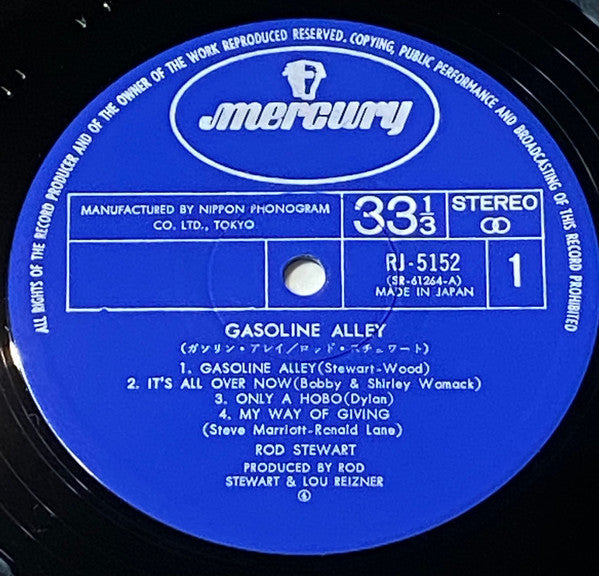 ALL RIGHTS OF THE RECORD PRODUCER AND OF THE OWNER OF THE WORK REPRODUCED RESERVED. COPYING, PUBLIC PERFORMANCE AND BROADCASTING OF THIS RECORD PROHIBITED
mercury
MANUFACTURED BY NIPPON PHONOGRAM
CO. LTD., TOKYO
33 1/3
STEREO
RJ-5152
(SR-61264-A)
MADE IN JAPAN
1
GASOLINE ALLEY
(ガソリン・アレイ/ロッド・スチュワート)
1. GASOLINE ALLEY(Stewart-Wood)
2. IT'S ALL OVER NOW(Bobby & Shirley Womack)
3. ONLY A HOBO(Dylan)
4. MY WAY OF GIVING
(Steve Marriott-Ronald Lane)
ROD STEWART
PRODUCED BY ROD
STEWART & LOU REIZNER